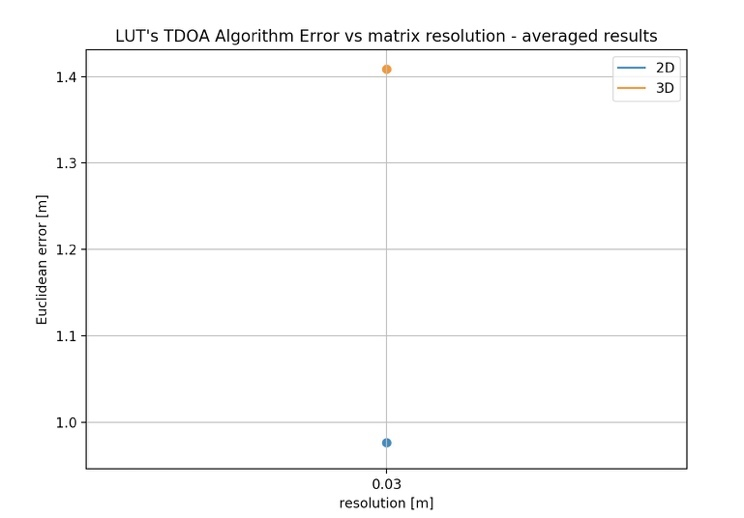 LUT's TDOA Algorithm Error vs matrix resolution - averaged results
2D
3D
1.4
1.3
1.2
1.1
1.0
Euclidean error [m]
0.03
resolution [m]